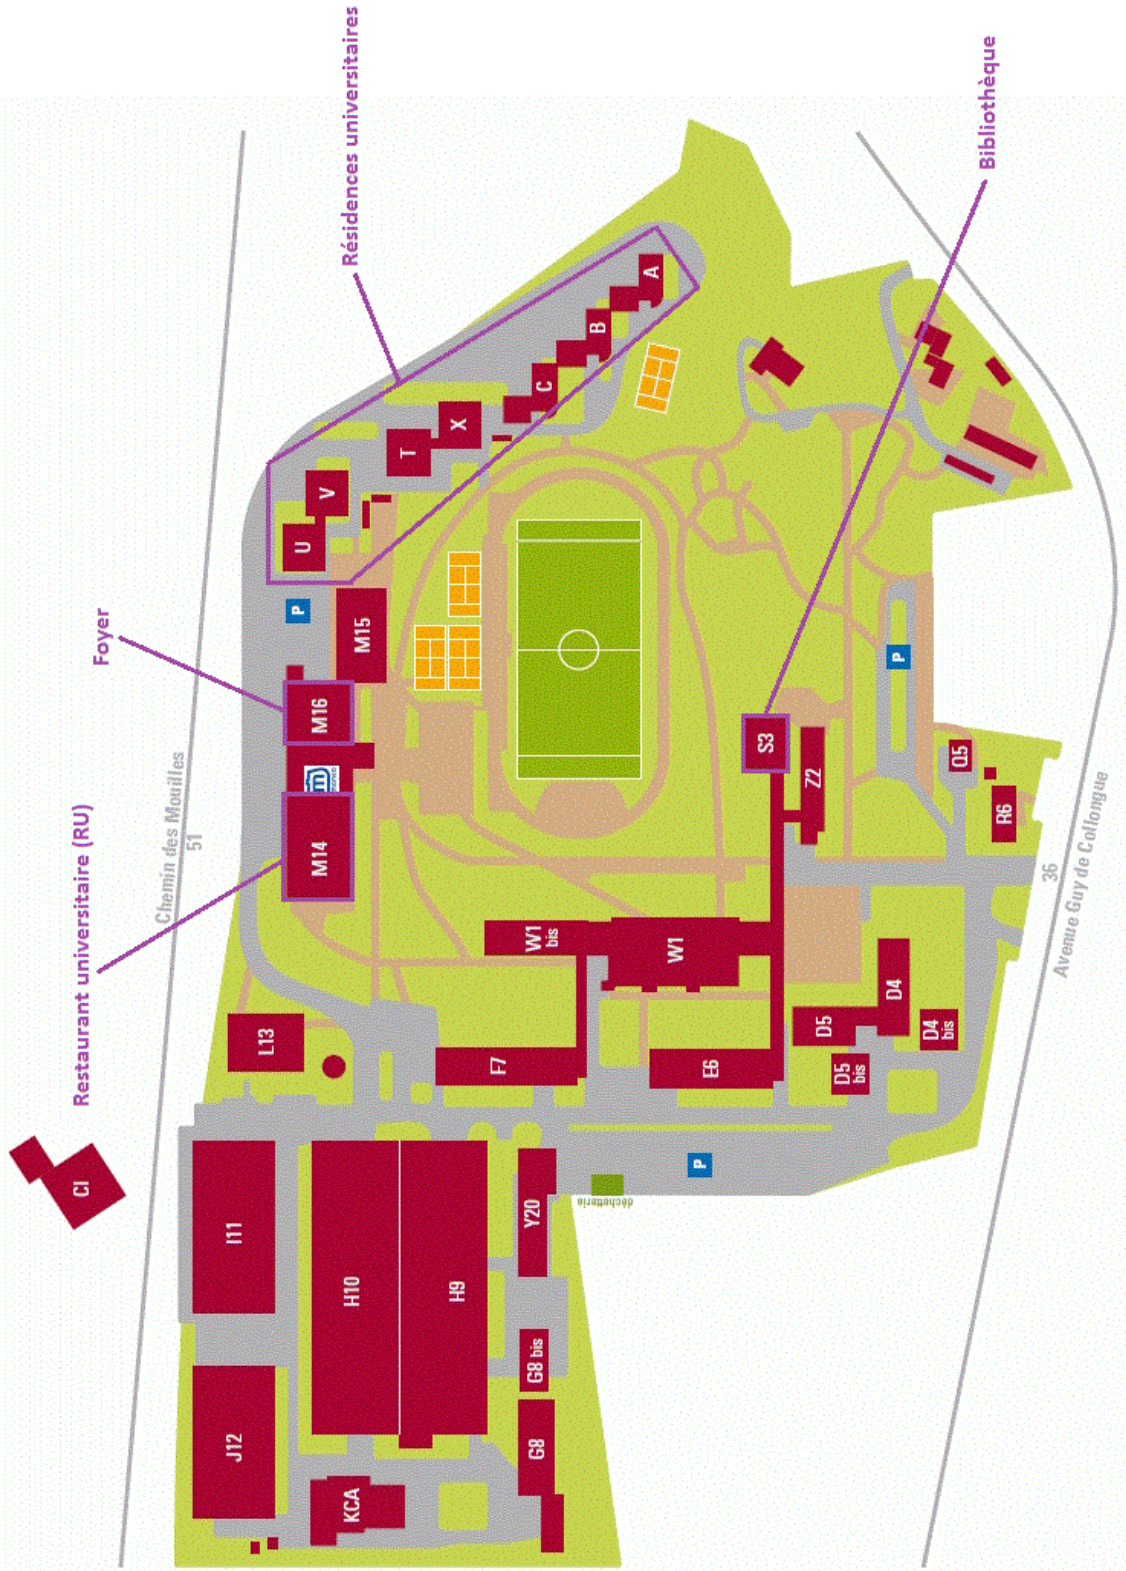 Résidences universitaires
Bibliothèque
Foyer
Restaurant universitaire (RU)
Chemin des Mouilles
51
36
Avenue Guy de Collongue
A
B
C
X
T
V
U
P
M15
M16
m
M14
S3
Z2
P
Q5
R6
W1
bis
W1
L13
F7
E6
D5
D4
D5
bis
D4
bis
P
déchetterie
CI
I11
H10
H9
Y20
G8 bis
J12
G8
KCA